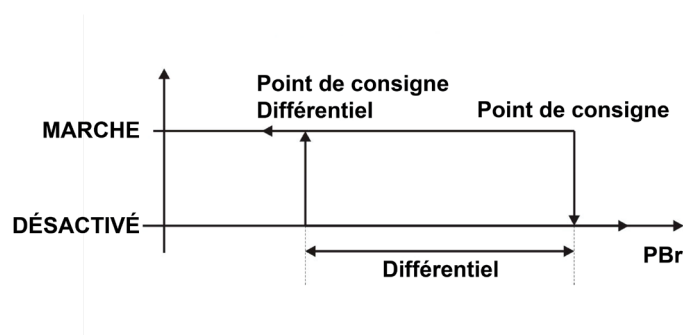 Point de consigne
Différentiel
Point de consigne
MARCHE
DÉSACTIVÉ
PBr
Différentiel